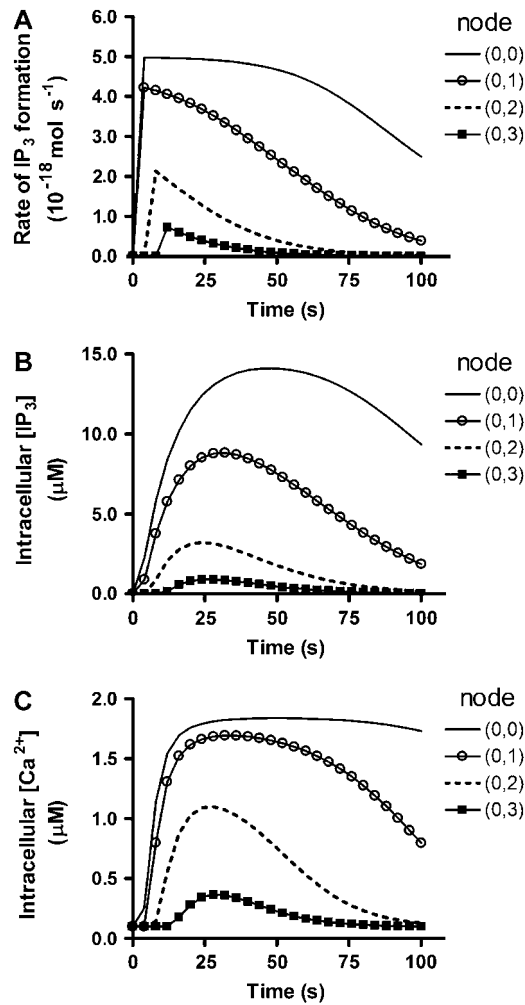 A
Rate of IP3 formation
(10-18 mol s-1)
6.0
5.0
4.0
3.0
2.0
1.0
0.0
0
25
50
75
100
Time (s)
node
(0,0)
(0,1)
(0,2)
(0,3)
B
Intracellular [IP3]
(µM)
15.0
10.0
5.0
0.0
0
25
50
75
100
Time (s)
node
(0,0)
(0,1)
(0,2)
(0,3)
C
Intracellular [Ca2+]
(µM)
2.0
1.5
1.0
0.5
0.0
0
25
50
75
100
Time (s)
node
(0,0)
(0,1)
(0,2)
(0,3)